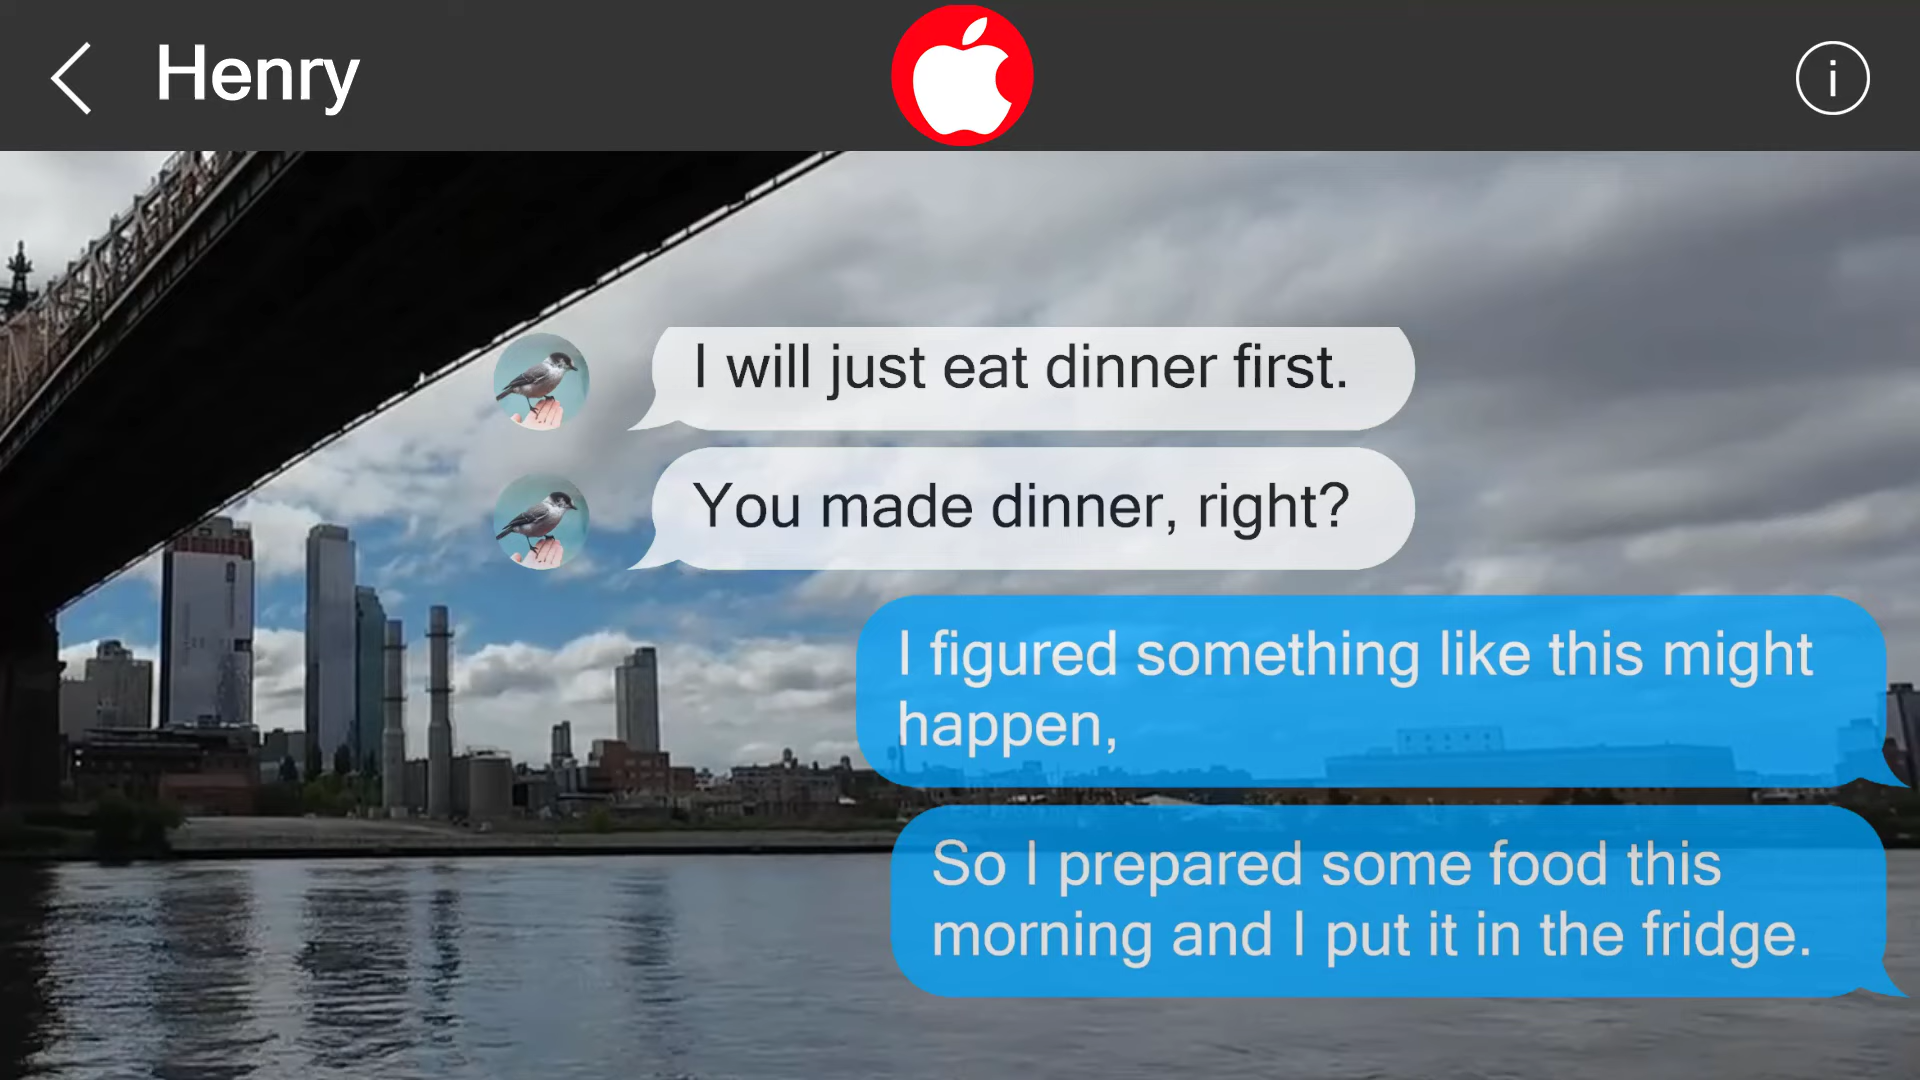 Henry
i
I will just eat dinner first.
You made dinner, right?
I figured something like this might
happen,
So I prepared some food this
morning and I put it in the fridge.